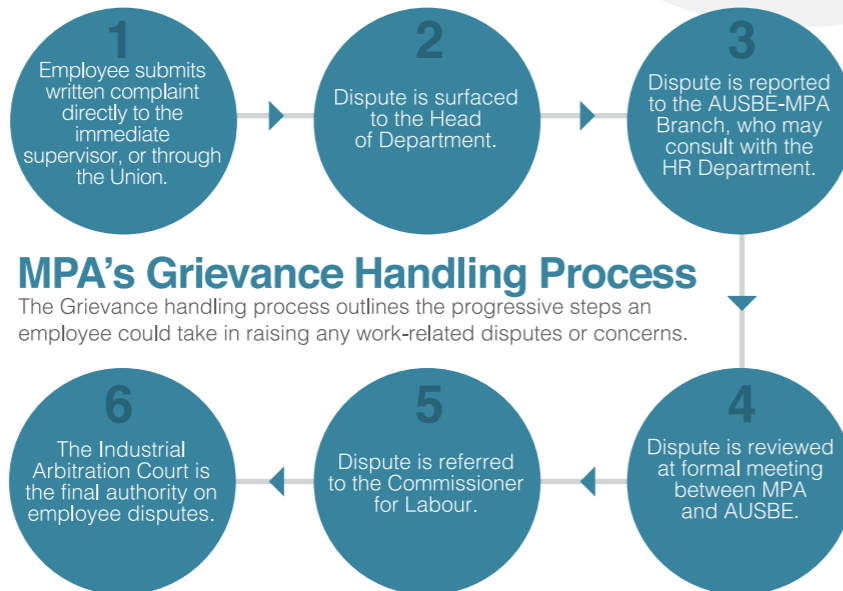 1
Employee submits
written complaint
directly to the
immediate
supervisor, or through
the Union.
2
Dispute is surfaced
to the Head
of Department.
3
Dispute is reported
to the AUSBE-MPA
Branch, who may
consult with the
HR Department.
MPA's Grievance Handling Process
The Grievance handling process outlines the progressive steps an
employee could take in raising any work-related disputes or concerns.
4
Dispute is reviewed
at formal meeting
between MPA
and AUSBE.
5
Dispute is referred
to the Commissioner
for Labour.
6
The Industrial
Arbitration Court is
the final authority on
employee disputes.